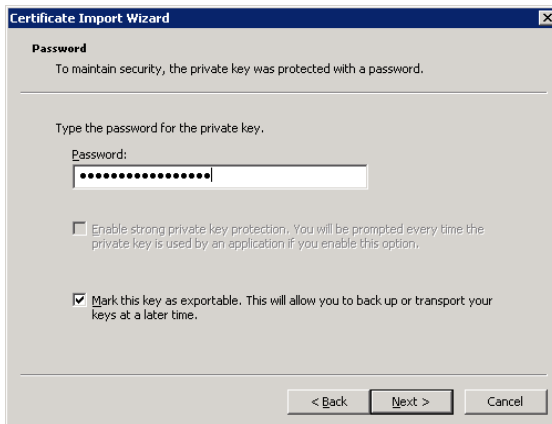 Certificate Import Wizard
Password
To maintain security, the private key was protected with a password.
Type the password for the private key.
Password:
●●●●●●●●●●●●●●●●●
Enable strong private key protection. You will be prompted every time the
private key is used by an application if you enable this option.
Mark this key as exportable. This will allow you to back up or transport your
keys at a later time.
< Back Next > Cancel